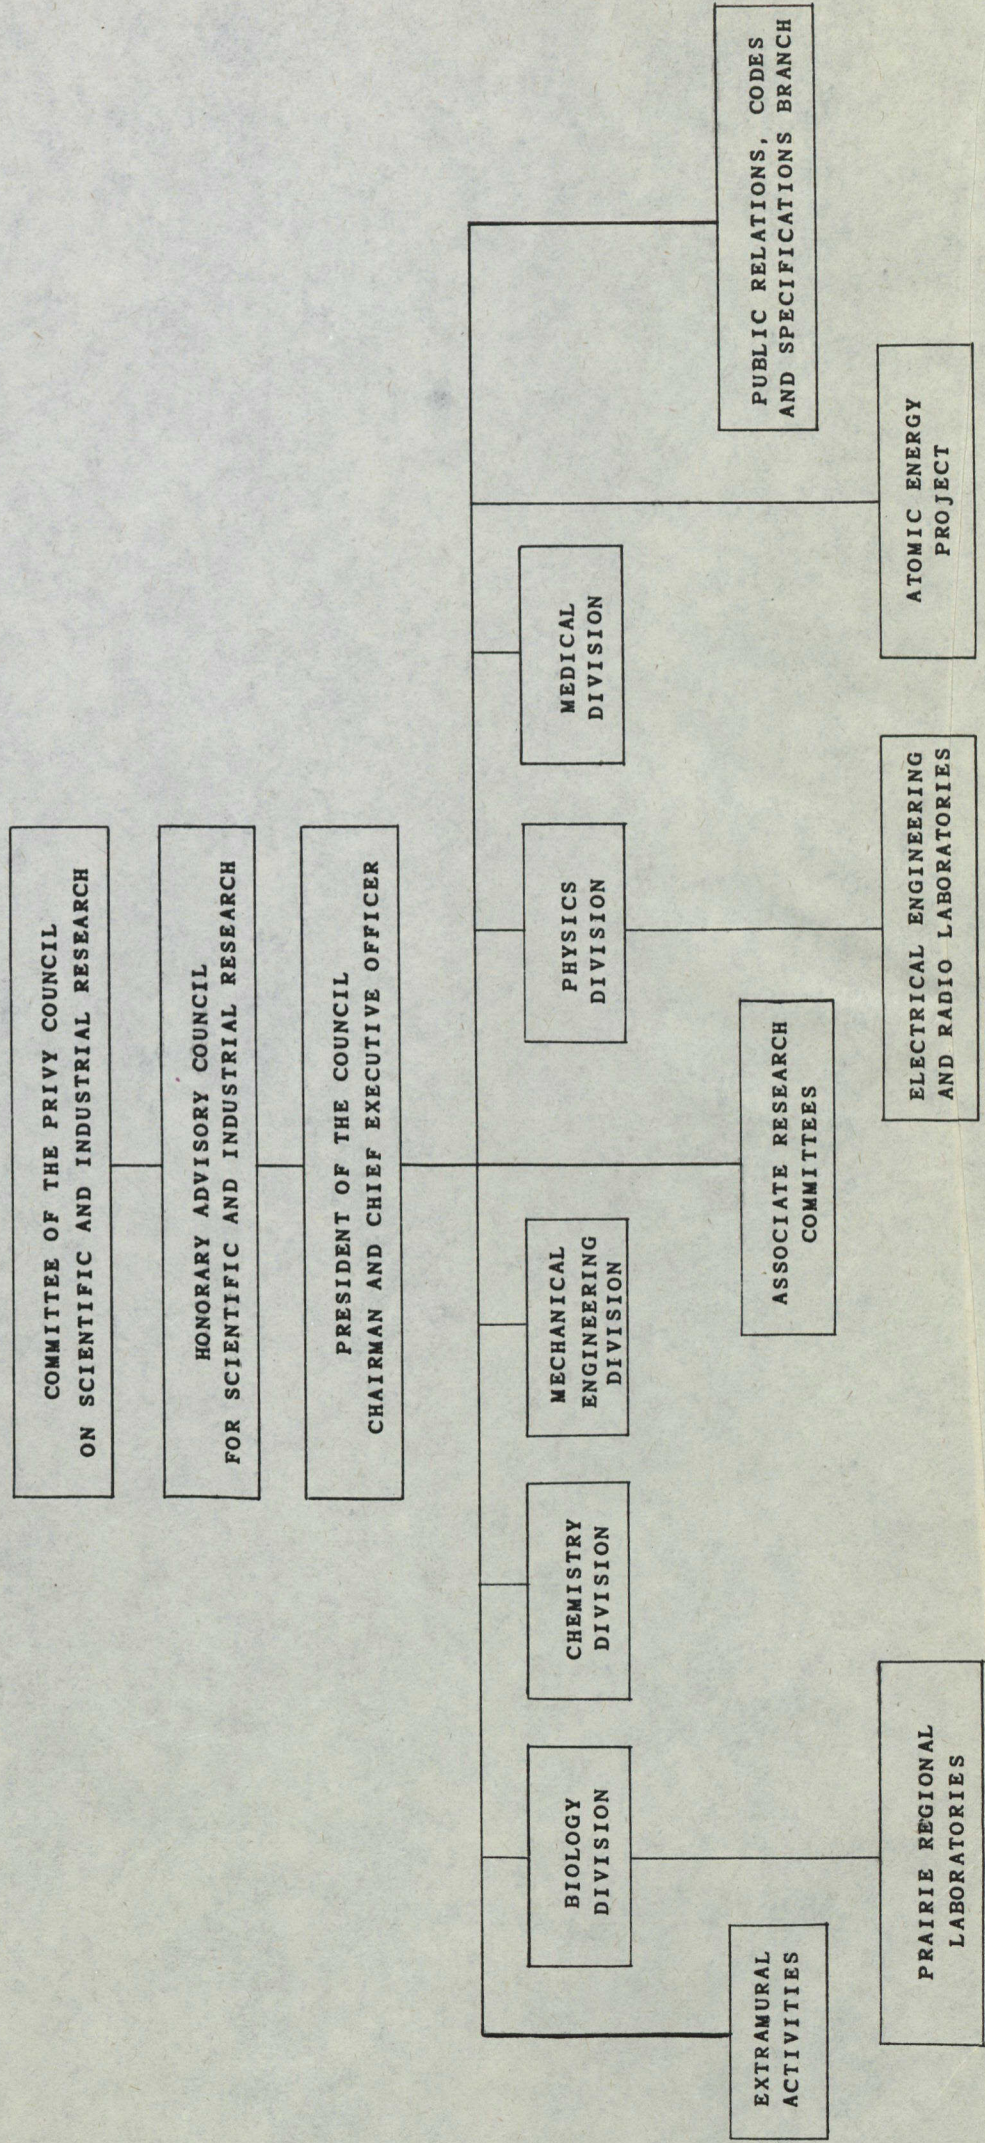 COMMITTEE OF THE PRIVY COUNCIL
ON SCIENTIFIC AND INDUSTRIAL RESEARCH
HONORARY ADVISORY COUNCIL
FOR SCIENTIFIC AND INDUSTRIAL RESEARCH
PRESIDENT OF THE COUNCIL
CHAIRMAN AND CHIEF EXECUTIVE OFFICER
BIOLOGY
DIVISION
CHEMISTRY
DIVISION
MECHANICAL
ENGINEERING
DIVISION
PHYSICS
DIVISION
MEDICAL
DIVISION
EXTRAMURAL
ACTIVITIES
ASSOCIATE RESEARCH
COMMITTEES
PUBLIC RELATIONS, CODES
AND SPECIFICATIONS BRANCH
PRAIRIE REGIONAL
LABORATORIES
ELECTRICAL ENGINEERING
AND RADIO LABORATORIES
ATOMIC ENERGY
PROJECT